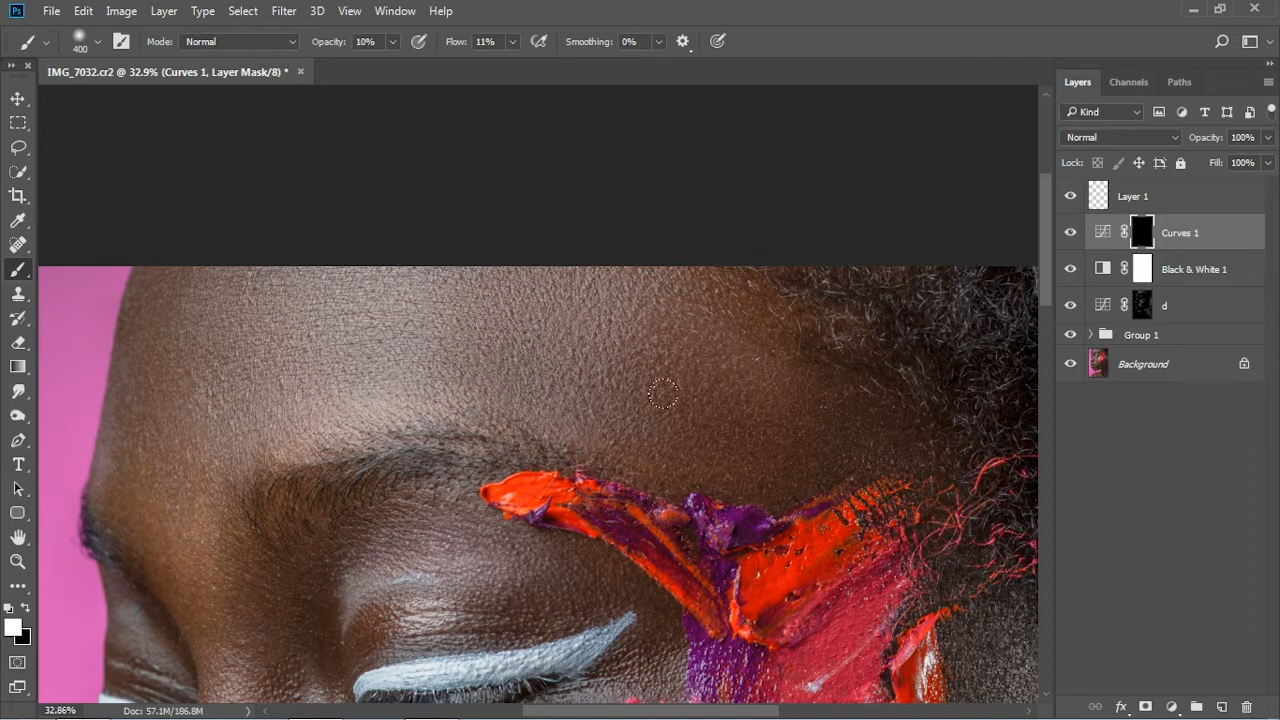 Ps File Edit Image Layer Type Select Filter 3D View Window Help
400 Mode: Normal Opacity: 10% Flow: 11% Smoothing: 0%
IMG_7032.cr2 @ 32.9% (Curves 1, Layer Mask/8) *
Layers Channels Paths
Kind
Normal Opacity: 100%
Lock: Fill: 100%
Layer 1
Curves 1
Black & White 1
d
Group 1
Background
32.86% Doc: 57.1M/186.8M